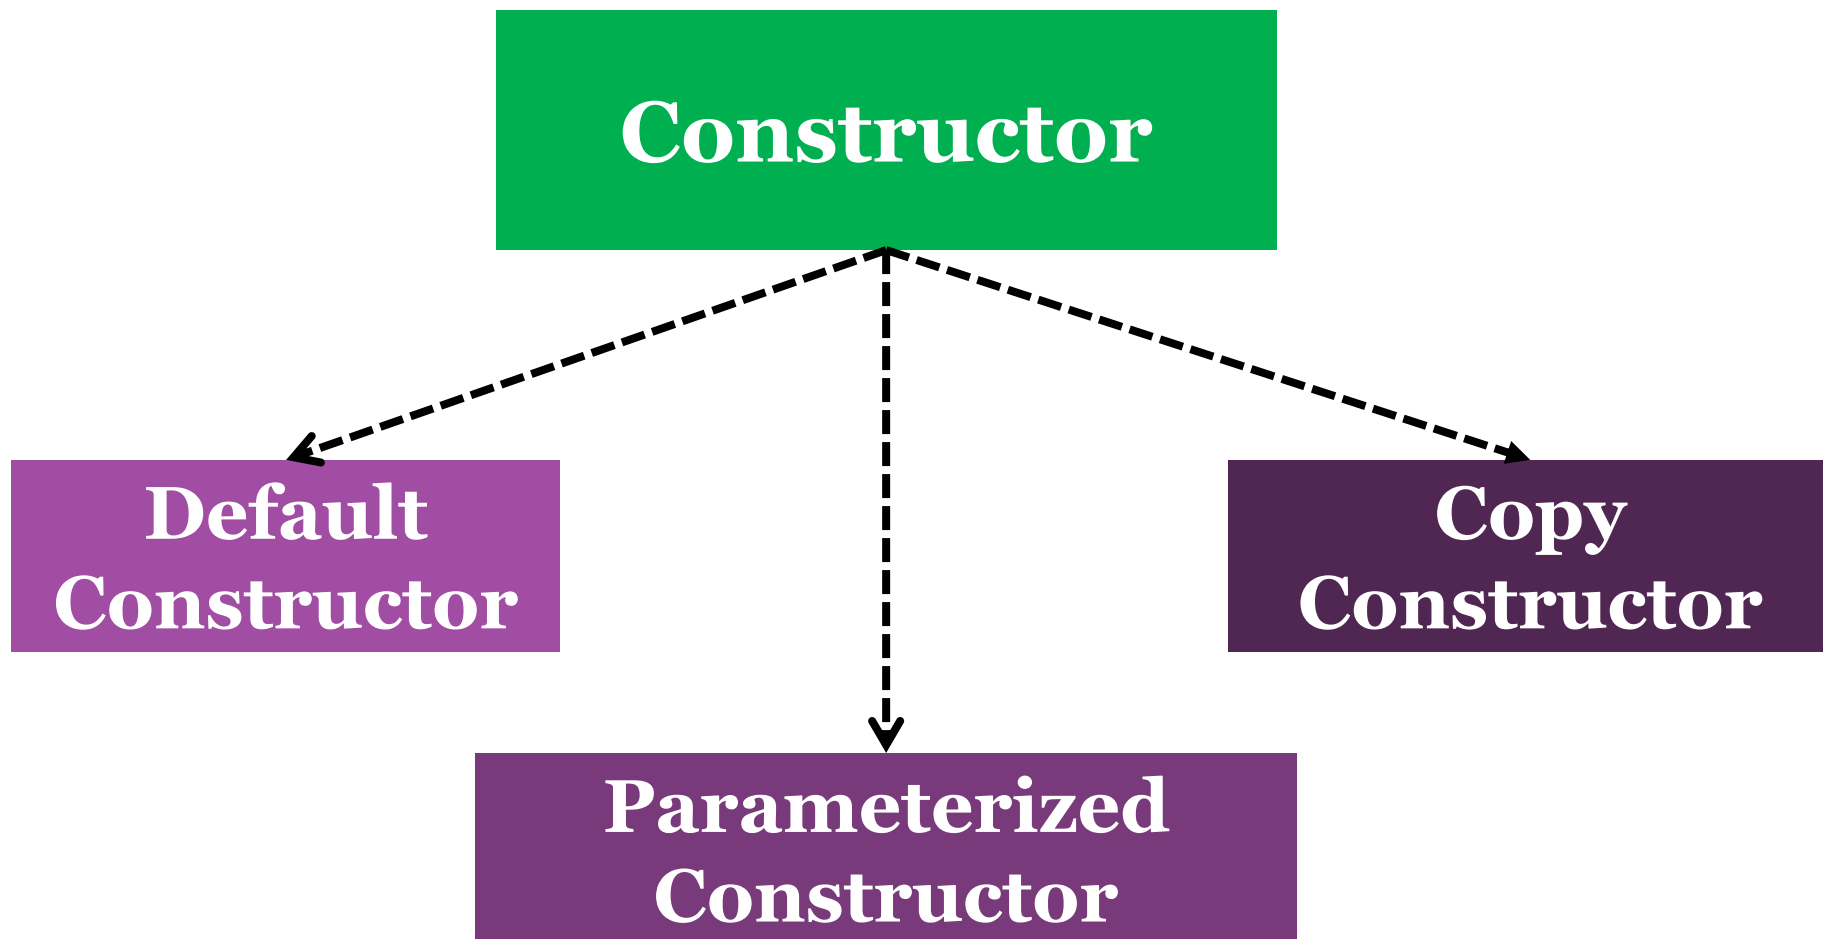 Constructor
Default
Constructor
Copy
Constructor
Parameterized
Constructor